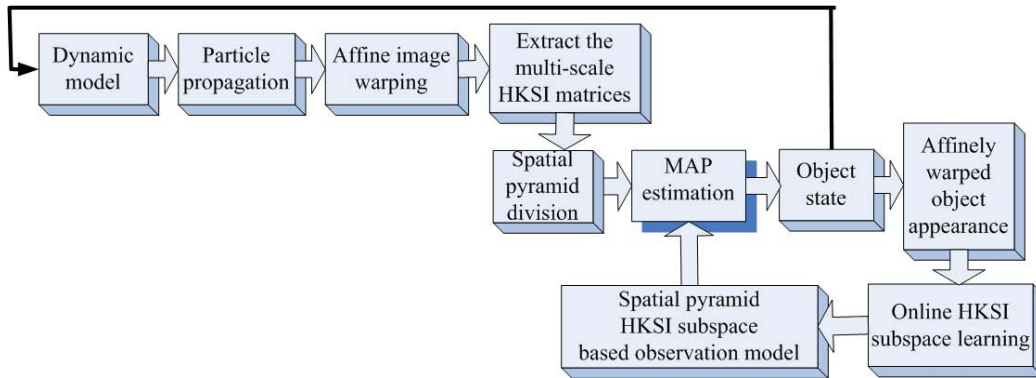 Dynamic
model
Particle
propagation
Affine image
warping
Extract the
multi-scale
HKSI matrices
Spatial
pyramid
division
MAP
estimation
Object
state
Affinely
warped
object
appearance
Online HKSI
subspace learning
Spatial pyramid
HKSI subspace
based observation model